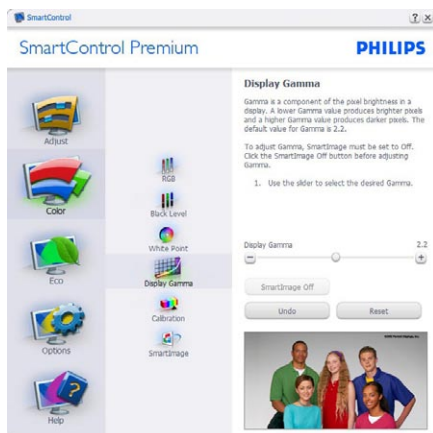 SmartControl
SmartControl Premium
PHILIPS
Adjust
Color
Eco
Options
Help
RGB
Black Level
White Point
Display Gamma
Calibration
SmartImage
Display Gamma
Gamma is a component of the pixel brightness in a
display. A lower Gamma value produces brighter pixels
and a higher Gamma value produces darker pixels. The
default value for Gamma is 2.2.
To adjust Gamma, SmartImage must be set to Off.
Click the SmartImage Off button before adjusting
Gamma.
1. Use the slider to select the desired Gamma.
Display Gamma 2.2
SmartImage Off
Undo Reset